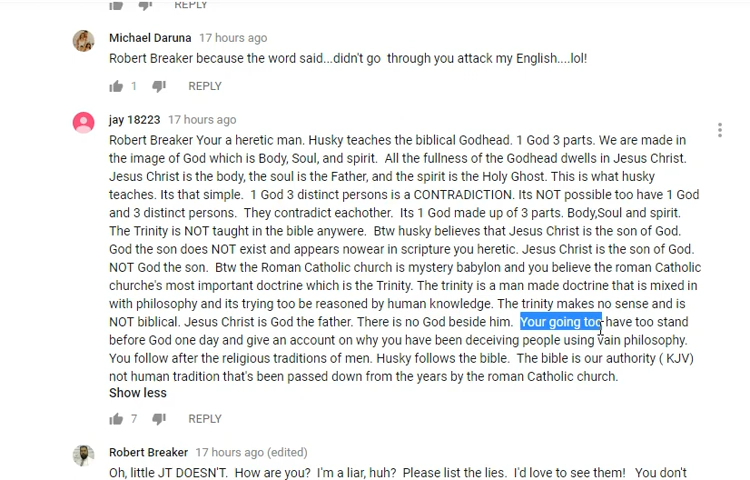 REPLY
Michael Daruna 17 hours ago
Robert Breaker because the word said...didn't go through you attack my English....lol!
1 REPLY
jay 18223 17 hours ago
Robert Breaker Your a heretic man. Husky teaches the biblical Godhead. 1 God 3 parts. We are made in
the image of God which is Body, Soul, and spirit. All the fullness of the Godhead dwells in Jesus Christ.
Jesus Christ is the body, the soul is the Father, and the spirit is the Holy Ghost. This is what husky
teaches. Its that simple. 1 God 3 distinct persons is a CONTRADICTION. Its NOT possible too have 1 God
and 3 distinct persons. They contradict eachother. Its 1 God made up of 3 parts. Body,Soul and spirit.
The Trinity is NOT taught in the bible anywere. Btw husky believes that Jesus Christ is the son of God.
God the son does NOT exist and appears nowear in scripture you heretic. Jesus Christ is the son of God.
NOT God the son. Btw the Roman Catholic church is mystery babylon and you believe the roman Catholic
churche's most important doctrine which is the Trinity. The trinity is a man made doctrine that is mixed in
with philosophy and its trying too be reasoned by human knowledge. The trinity makes no sense and is
NOT biblical. Jesus Christ is God the father. There is no God beside him. Your going too have too stand
before God one day and give an account on why you have been deceiving people using vain philosophy.
You follow after the religious traditions of men. Husky follows the bible. The bible is our authority ( KJV)
not human tradition that's been passed down from the years by the roman Catholic church.
Show less
7 REPLY
Robert Breaker 17 hours ago (edited)
Oh, little JT DOESN'T. How are you? I'm a liar, huh? Please list the lies. I'd love to see them! You don't